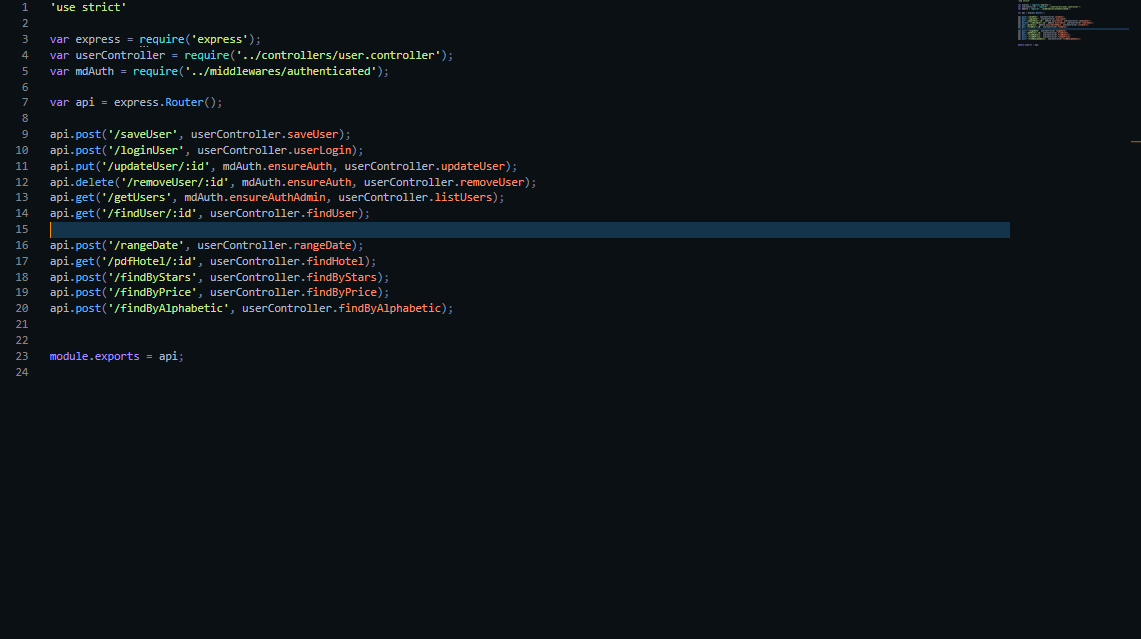 1 'use strict'
2
3 var express = require('express');
4 var userController = require('../controllers/user.controller');
5 var mdAuth = require('../middlewares/authenticated');
6
7 var api = express.Router();
8
9 api.post('/saveUser', userController.saveUser);
10 api.post('/loginUser', userController.userLogin);
11 api.put('/updateUser/:id', mdAuth.ensureAuth, userController.updateUser);
12 api.delete('/removeUser/:id', mdAuth.ensureAuth, userController.removeUser);
13 api.get('/getUsers', mdAuth.ensureAuthAdmin, userController.listUsers);
14 api.get('/findUser/:id', userController.findUser);
15
16 api.post('/rangeDate', userController.rangeDate);
17 api.get('/pdfHotel/:id', userController.findHotel);
18 api.post('/findByStars', userController.findByStars);
19 api.post('/findByPrice', userController.findByPrice);
20 api.post('/findByAlphabetic', userController.findByAlphabetic);
21
22
23 module.exports = api;
24